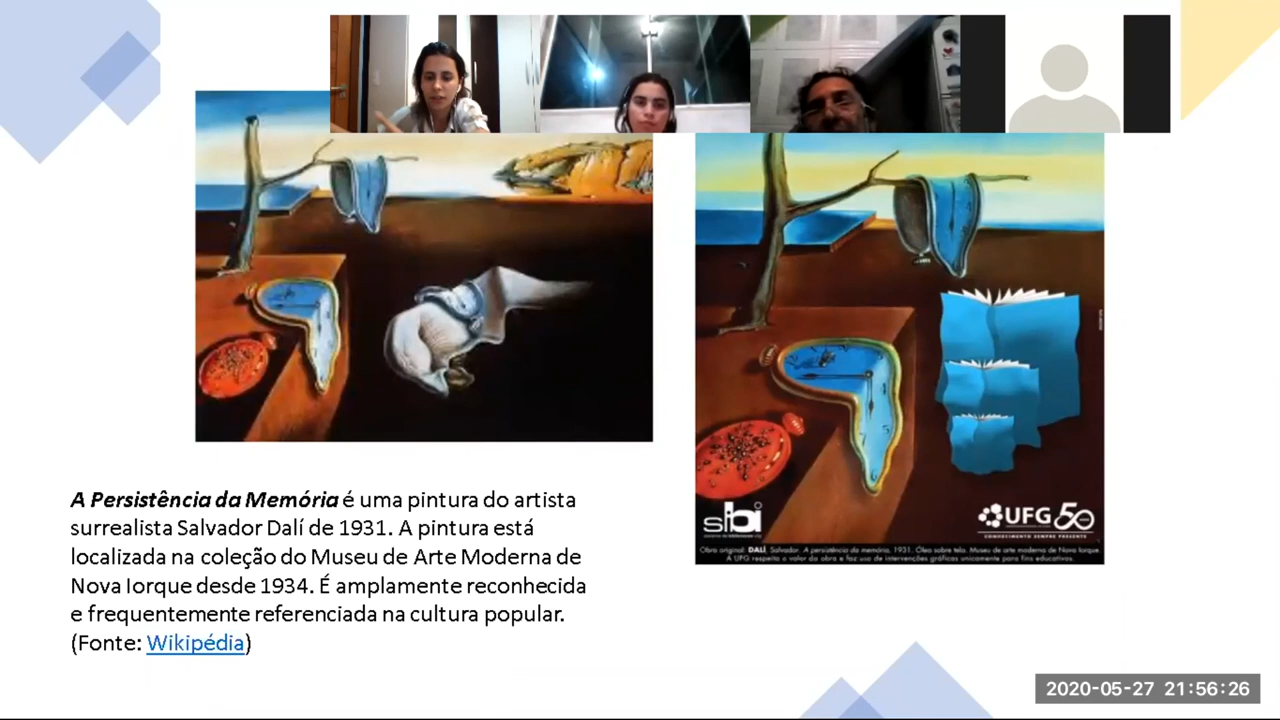 A Persistência da Memória é uma pintura do artista
surrealista Salvador Dalí de 1931. A pintura está
localizada na coleção do Museu de Arte Moderna de
Nova Iorque desde 1934. É amplamente reconhecida
e frequentemente referenciada na cultura popular.
(Fonte: Wikipédia)
sibi
UFG 50
CONHECIMENTO SEMPRE PRESENTE
Obra original: DALÍ, Salvador. A persistência da memória, 1931. Óleo sobre tela. Museu de arte moderna de Nova Iorque
A UFG respeita o valor da obra e faz uso de intervenções gráficas unicamente para fins educativos.
2020-05-27 21:56:26